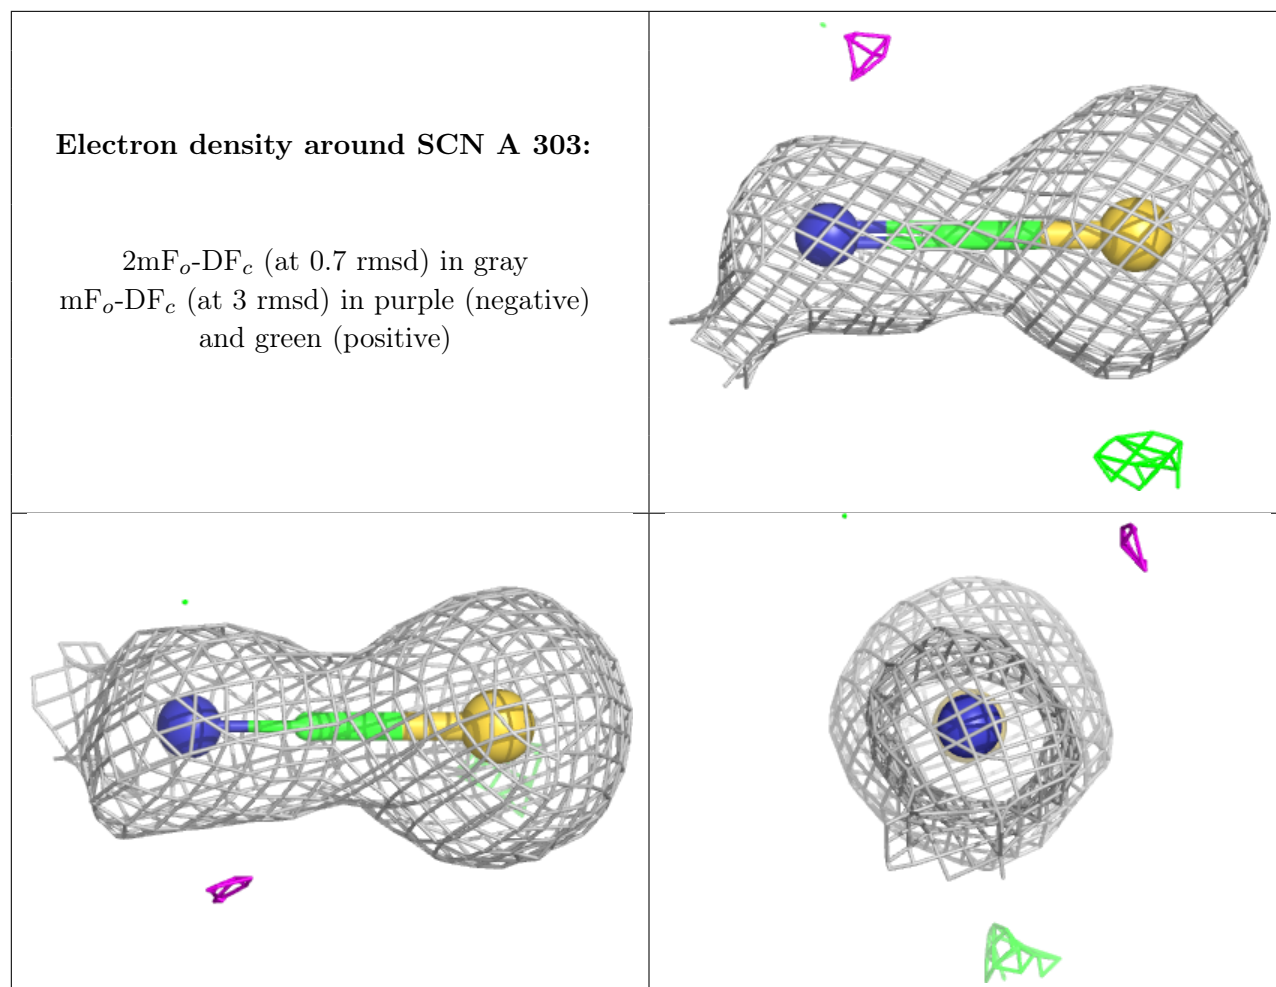 Electron density around SCN A 303:
2mFo-DFc (at 0.7 rmsd) in gray
mFo-DFc (at 3 rmsd) in purple (negative)
and green (positive)